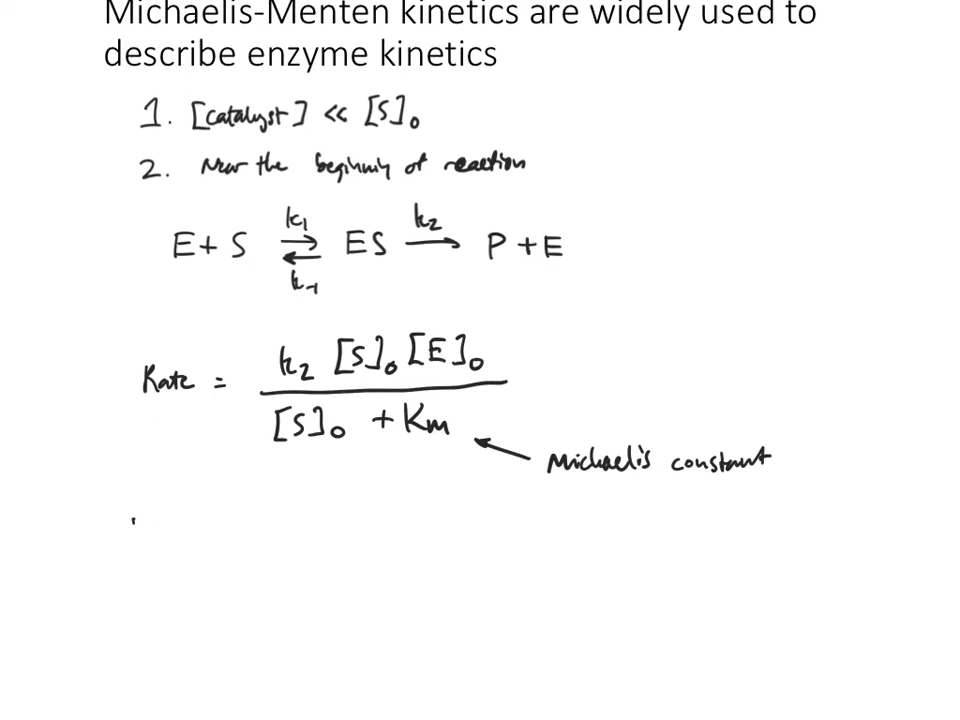 Michaelis-Menten kinetics are widely used to
describe enzyme kinetics
1. [catalyst] << [S]₀
2. Near the beginning of reaction
k₁ k₂
E + S ⇌ ES → P + E
k₋₁
k₂ [S]₀ [E]₀
Rate =
[S]₀ + Km
Michaelis constant